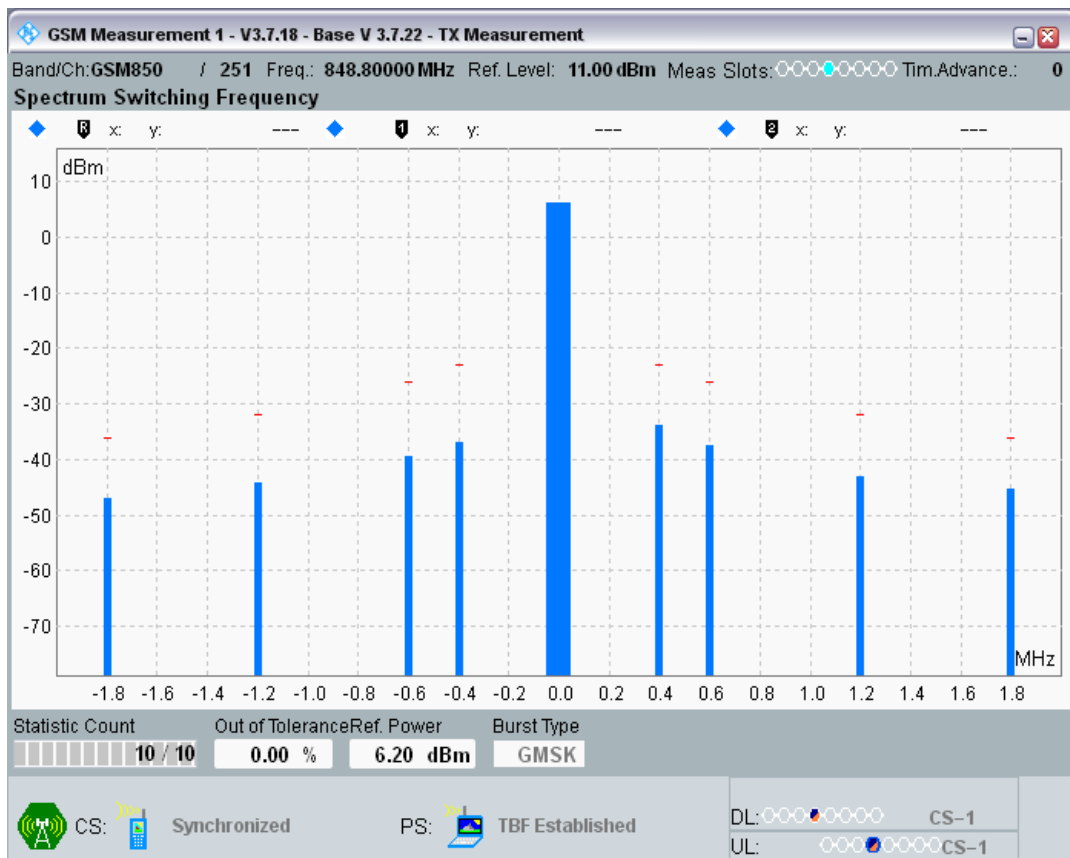 GSM Measurement 1 - V3.7.18 - Base V 3.7.22 - TX Measurement
Band/Ch:GSM850 / 251 Freq.: 848.80000 MHz Ref. Level: 11.00 dBm Meas Slots: Tim.Advance.: 0
Spectrum Switching Frequency
R x: y: --- 1 x: y: --- 2 x: y: ---
dBm
10
0
-10
-20
-30
-40
-50
-60
-70
MHz
-1.8 -1.6 -1.4 -1.2 -1.0 -0.8 -0.6 -0.4 -0.2 0.0 0.2 0.4 0.6 0.8 1.0 1.2 1.4 1.6 1.8
Statistic Count Out of Tolerance Ref. Power Burst Type
10 / 10 0.00 % 6.20 dBm GMSK
CS: Synchronized PS: TBF Established
DL: CS-1
UL: CS-1